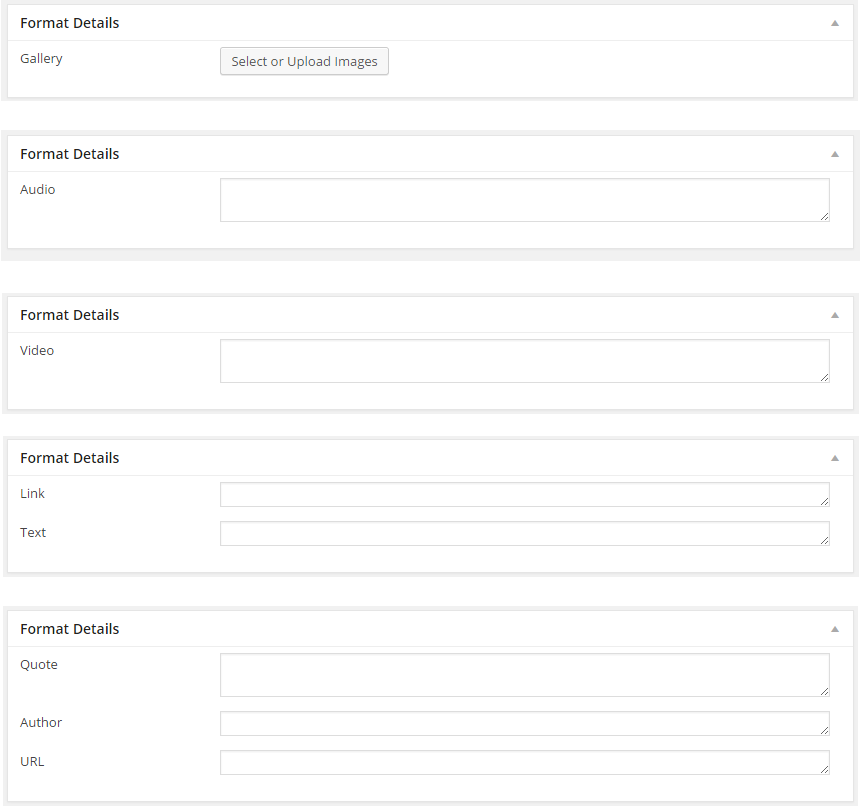 Format Details
Gallery
Select or Upload Images
Format Details
Audio
Format Details
Video
Format Details
Link
Text
Format Details
Quote
Author
URL